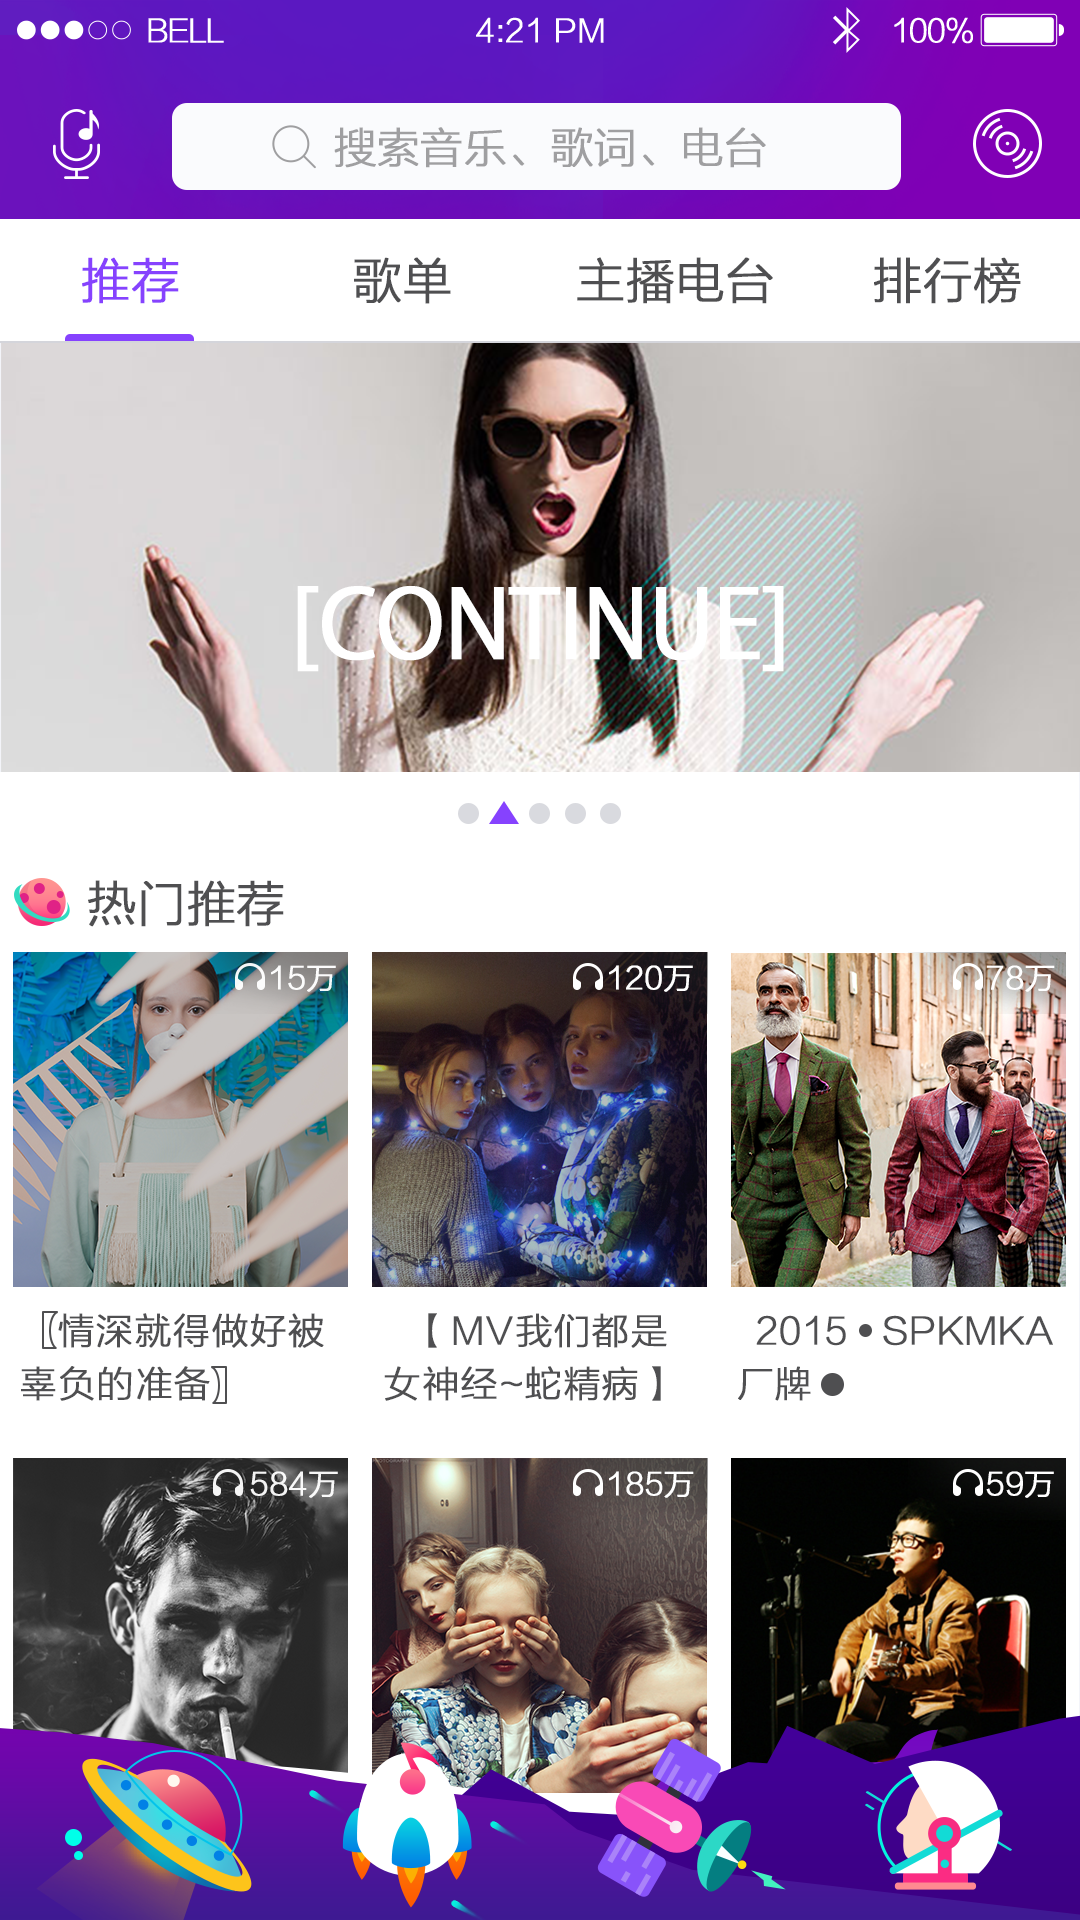 BELL 4:21 PM 100%
搜索音乐、歌词、电台
推荐 歌单 主播电台 排行榜
[CONTINUE]
热门推荐
15万 120万 78万
〖情深就得做好被
辜负的准备〗
【 MV我们都是
女神经~蛇精病 】
2015 • SPKMKA
厂牌 ●
584万 185万 59万